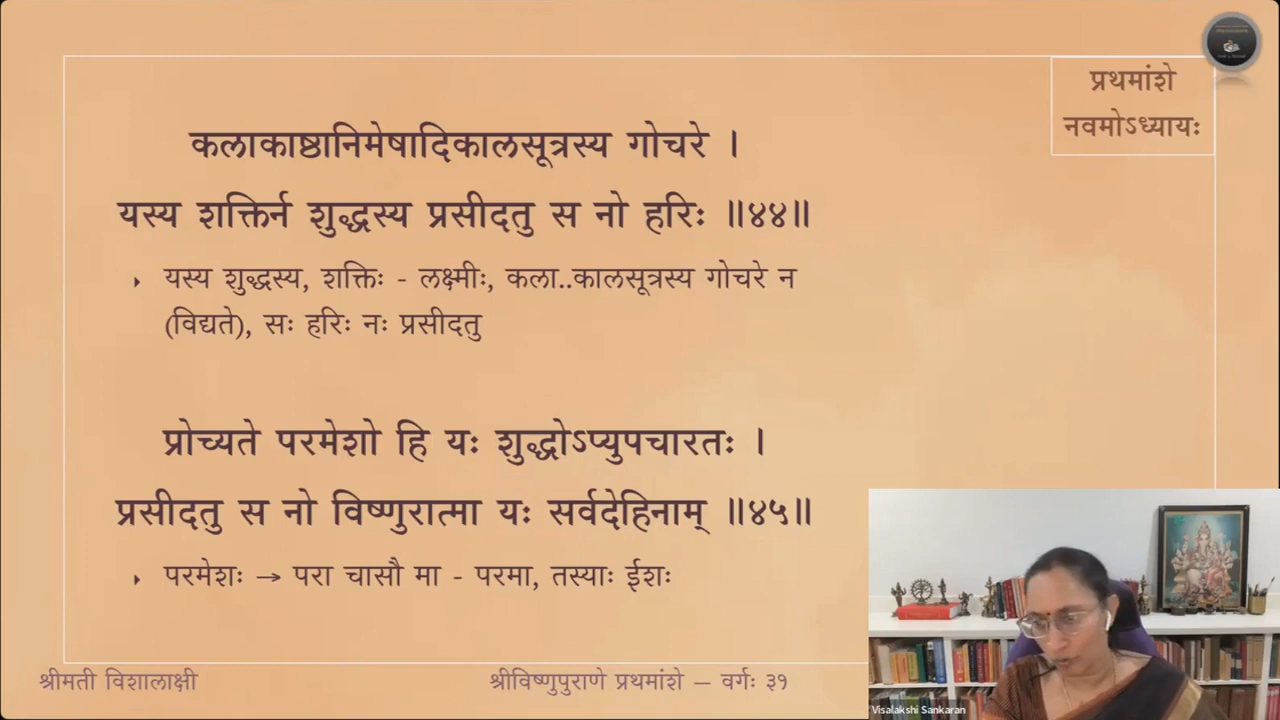 प्रथमांशे
नवमोऽध्यायः
कलाकाष्ठानिमेषादिकालसूत्रस्य गोचरे ।
यस्य शक्तिर्न शुद्धस्य प्रसीदतु स नो हरिः ॥४४॥
यस्य शुद्धस्य, शक्तिः - लक्ष्मीः, कला..कालसूत्रस्य गोचरे न
(विद्यते), सः हरिः नः प्रसीदतु
प्रोच्यते परमेशो हि यः शुद्धोऽप्युपचारतः ।
प्रसीदतु स नो विष्णुरात्मा यः सर्वदेहिनाम् ॥४५॥
परमेशः → परा चासौ मा - परमा, तस्याः ईशः
श्रीमती विशालाक्षी
श्रीविष्णुपुराणे प्रथमांशे – वर्गः ३१
Visalakshi Sankaran